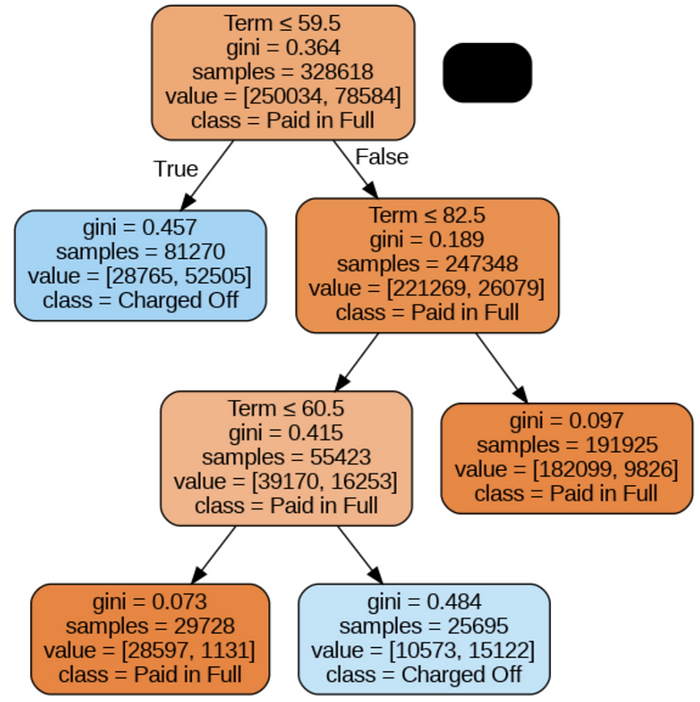 Term ≤ 59.5
gini = 0.364
samples = 328618
value = [250034, 78584]
class = Paid in Full
True
False
gini = 0.457
samples = 81270
value = [28765, 52505]
class = Charged Off
Term ≤ 82.5
gini = 0.189
samples = 247348
value = [221269, 26079]
class = Paid in Full
Term ≤ 60.5
gini = 0.415
samples = 55423
value = [39170, 16253]
class = Paid in Full
gini = 0.097
samples = 191925
value = [182099, 9826]
class = Paid in Full
gini = 0.073
samples = 29728
value = [28597, 1131]
class = Paid in Full
gini = 0.484
samples = 25695
value = [10573, 15122]
class = Charged Off